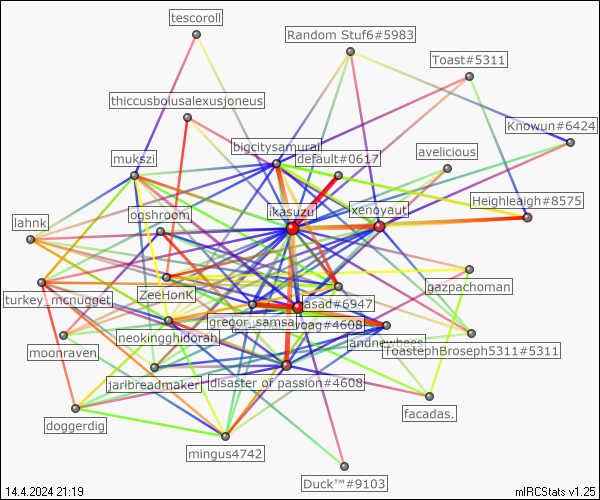 tescoroll
Random Stuf6#5983
Toast#5311
thiccusbolusalexusjoneus
Knowun#6424
bigcitysamurai
avelicious
mukszi
default#0617
Heighleaigh#8575
ogshroom
ikasuzu
xenoyaut
lahnk
gazpachoman
turkey_mcnugget
ZeeHonK
asad#6947
gregor_samsa
voag#4608
neokingghidorah
andnewbees
moonraven
ToastephBroseph5311#5311
jarlbreadmaker
disaster of passion#4608
facadas.
doggerdig
mingus4742
Duck™#9103
14.4.2024 21:19
mIRCStats v1.25